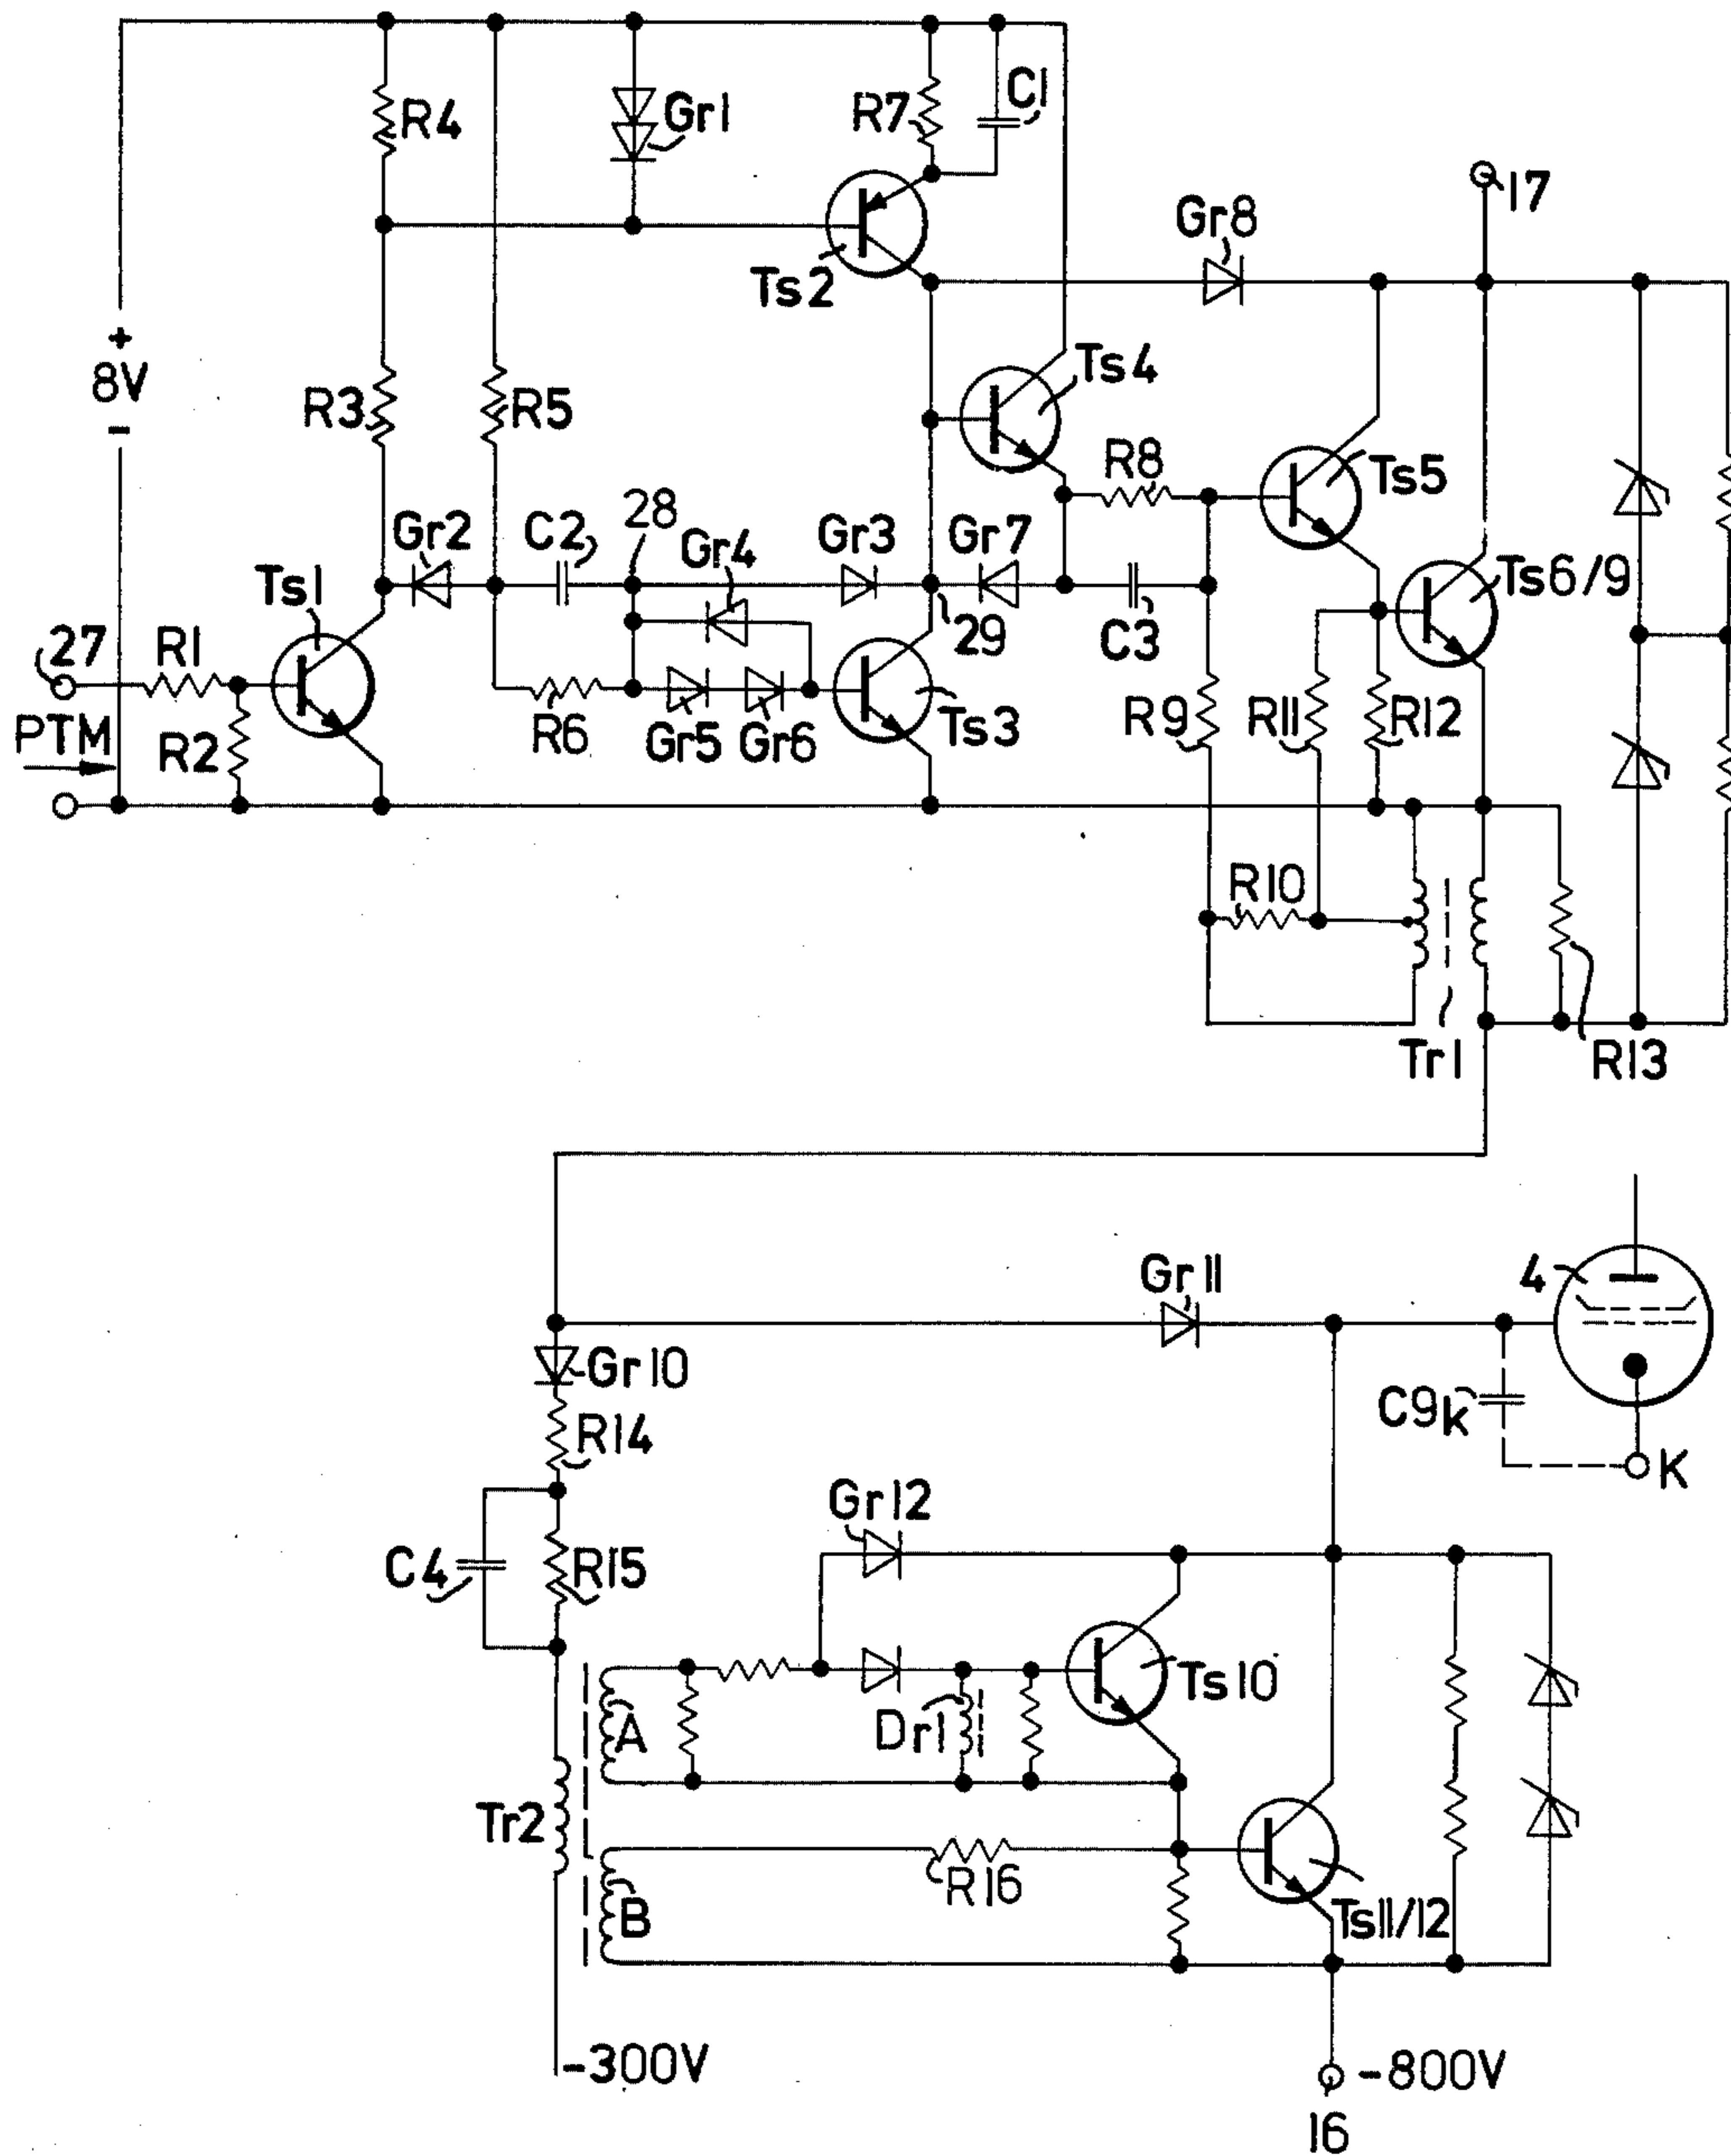 R4
Gr1
R7
C1
17
Gr8
Ts2
+
8V
-
Ts4
R3
R5
R8
Ts5
28
Gr2
C2
Gr4
Gr3
Gr7
Ts1
Ts6/9
27
R1
29
C3
PTM
R2
R6
Gr5
Gr6
Ts3
R9
R11
R12
R10
Tr1
R13
Gr11
4
Gr10
C9k
R14
K
Gr12
C4
R15
Ts10
A
Dr1
Tr2
R16
B
Ts11/12
-300V
-800V
16